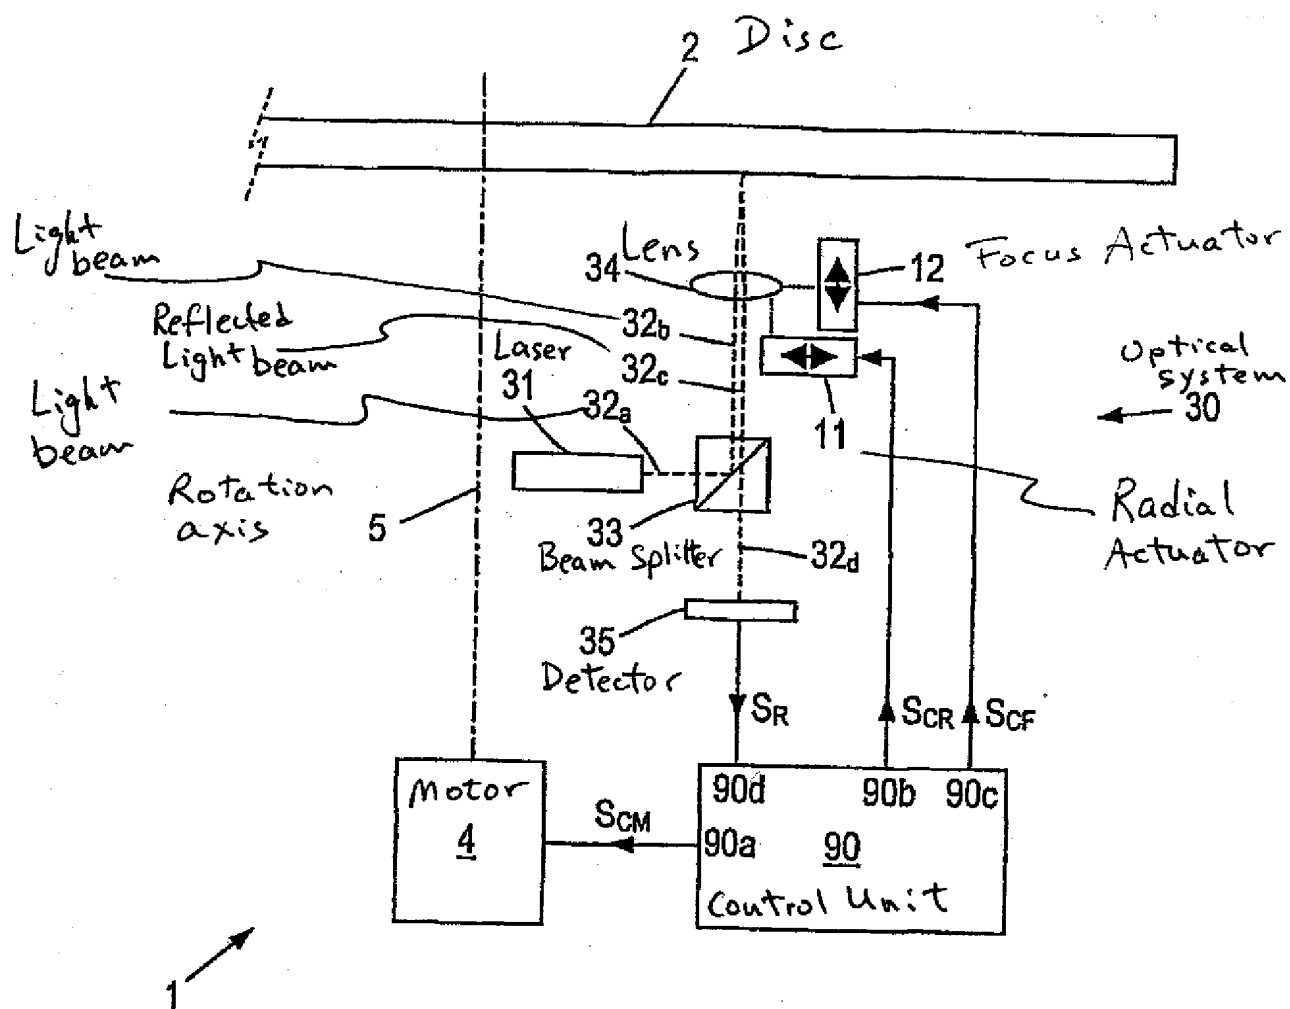 2 Disc
Light
beam
Lens
34
12 Focus Actuator
Reflected
Light beam
32b
Laser
31
32c
Optical
system
30
Light
beam
32a
11
Rotation
axis
5
33
Beam Splitter
32d
Radial
Actuator
35
Detector
SR
SCR
SCF
Motor
4
SCM
90d
90b
90c
90a
90
Control Unit
1